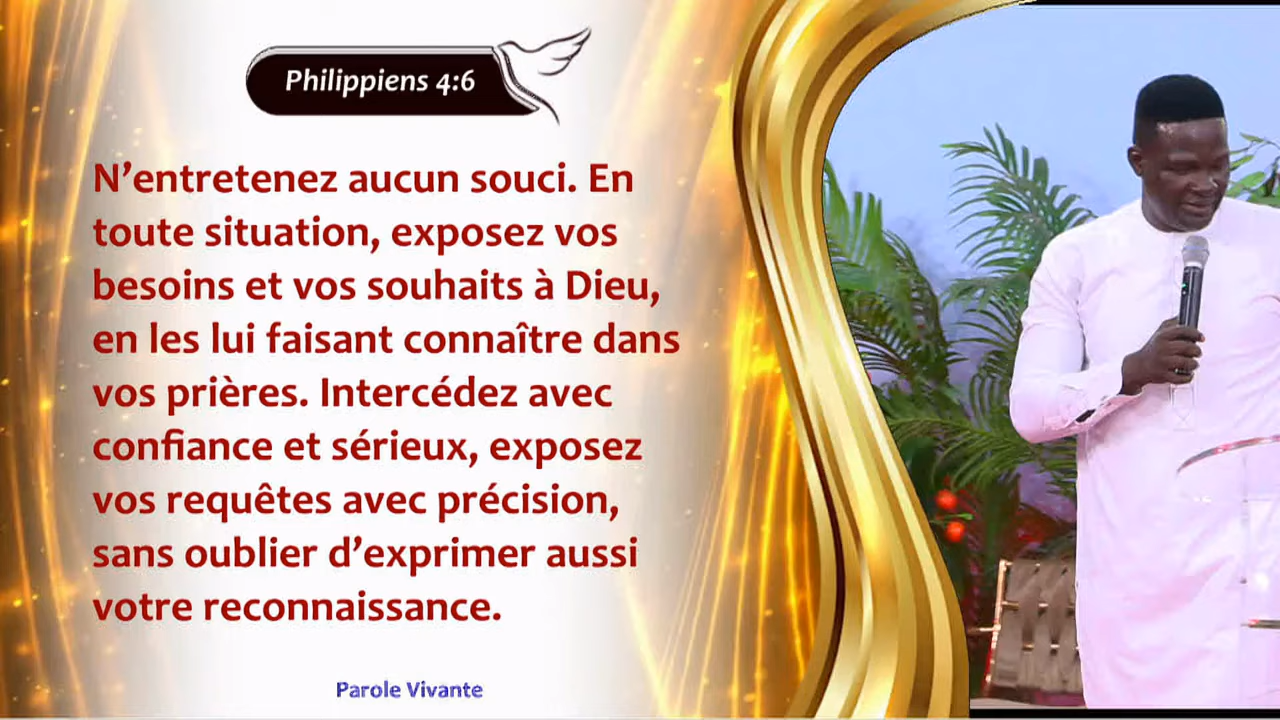 Philippiens 4:6
N’entretenez aucun souci. En
toute situation, exposez vos
besoins et vos souhaits à Dieu,
en les lui faisant connaître dans
vos prières. Intercédez avec
confiance et sérieux, exposez
vos requêtes avec précision,
sans oublier d’exprimer aussi
votre reconnaissance.
Parole Vivante